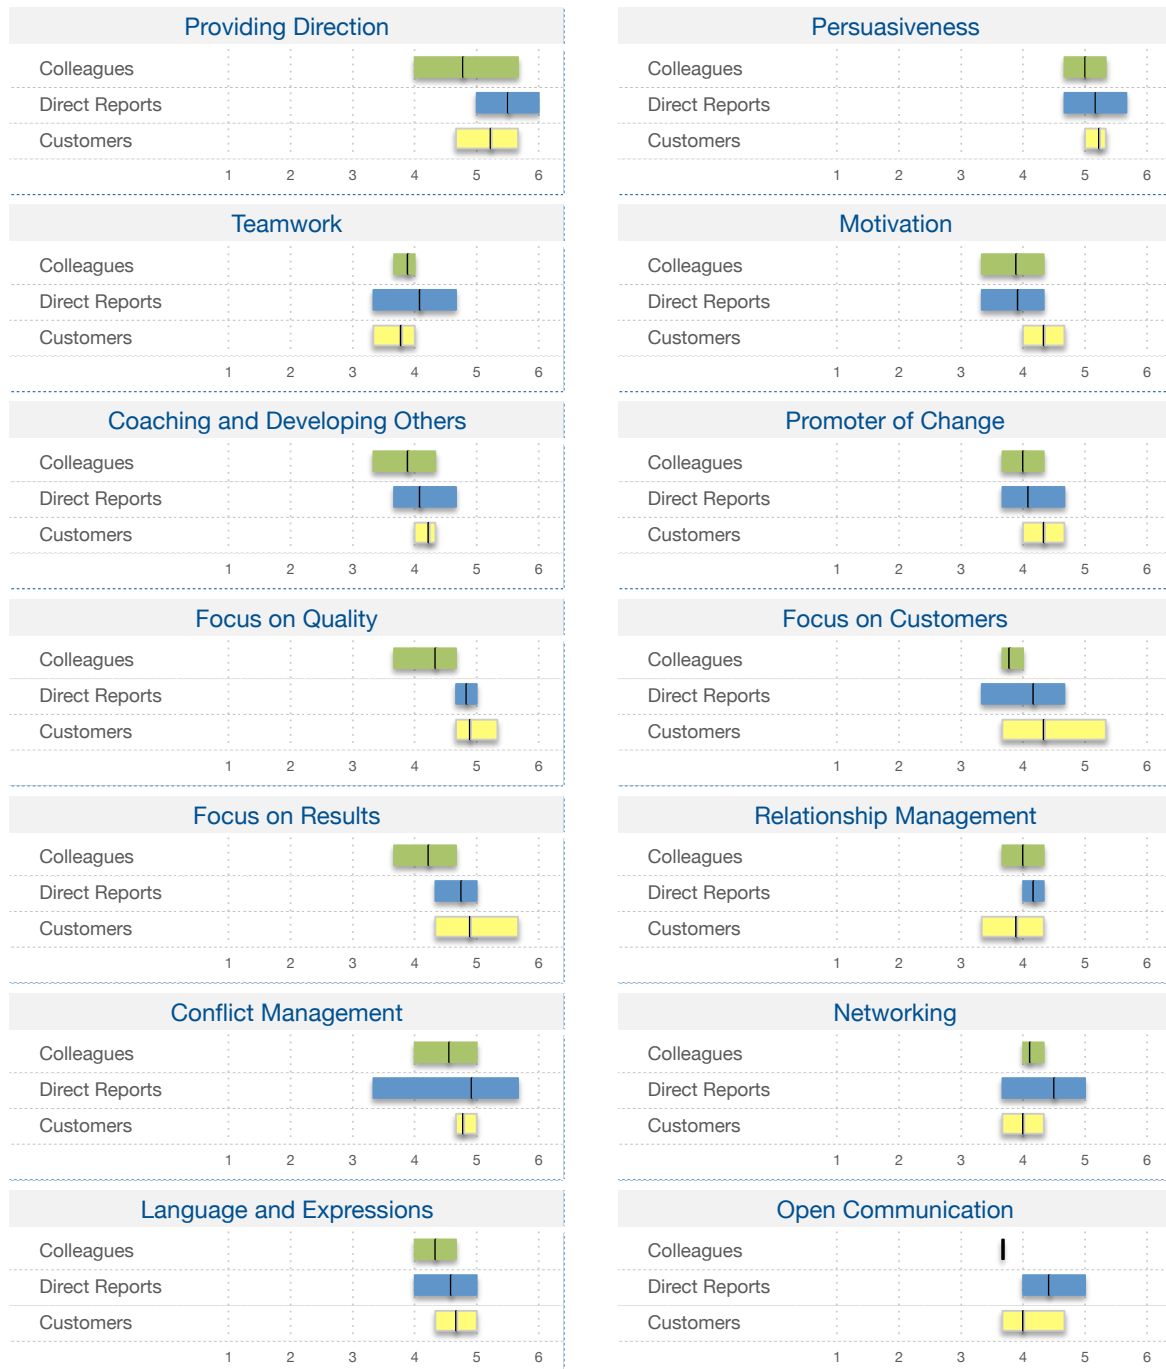 Providing Direction
Colleagues
Direct Reports
Customers
1 2 3 4 5 6
Persuasiveness
Colleagues
Direct Reports
Customers
1 2 3 4 5 6
Teamwork
Colleagues
Direct Reports
Customers
1 2 3 4 5 6
Motivation
Colleagues
Direct Reports
Customers
1 2 3 4 5 6
Coaching and Developing Others
Colleagues
Direct Reports
Customers
1 2 3 4 5 6
Promoter of Change
Colleagues
Direct Reports
Customers
1 2 3 4 5 6
Focus on Quality
Colleagues
Direct Reports
Customers
1 2 3 4 5 6
Focus on Customers
Colleagues
Direct Reports
Customers
1 2 3 4 5 6
Focus on Results
Colleagues
Direct Reports
Customers
1 2 3 4 5 6
Relationship Management
Colleagues
Direct Reports
Customers
1 2 3 4 5 6
Conflict Management
Colleagues
Direct Reports
Customers
1 2 3 4 5 6
Networking
Colleagues
Direct Reports
Customers
1 2 3 4 5 6
Language and Expressions
Colleagues
Direct Reports
Customers
1 2 3 4 5 6
Open Communication
Colleagues
Direct Reports
Customers
1 2 3 4 5 6